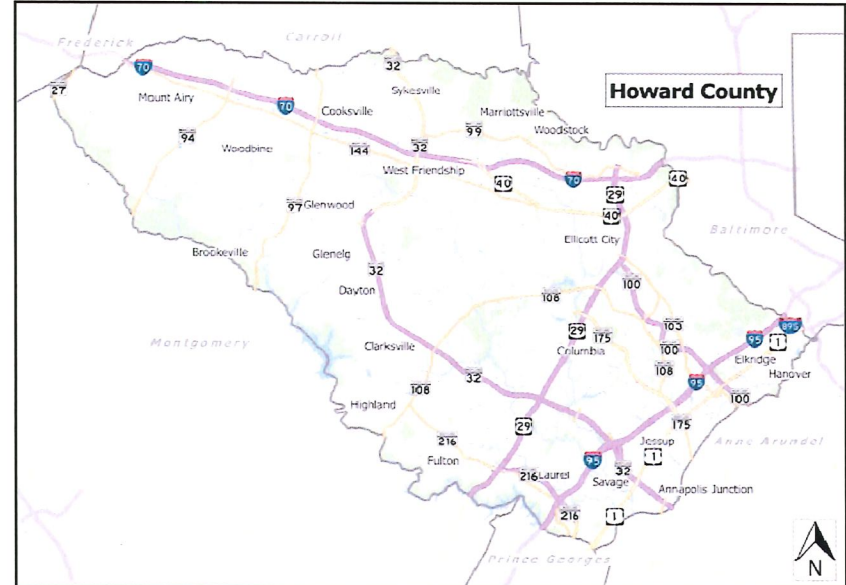 Frederick
Carroll
70
32
27
Mount Airy
Sykesville
Howard County
70
Cooksville
Marriottsville
94
99
Woodstock
Woodbine
144
32
West Friendship
70
40
40
29
97
Glenwood
40
Ellicott City
Baltimore
Brookeville
Glenelg
32
100
Dayton
108
103
895
Montgomery
29
175
95
1
Clarksville
Columbia
100
Elkridge
32
108
Hanover
95
108
100
Highland
29
175
216
Jessup
Anne Arundel
Fulton
95
1
216
Laurel
32
Savage
Annapolis Junction
216
1
Prince Georges
N